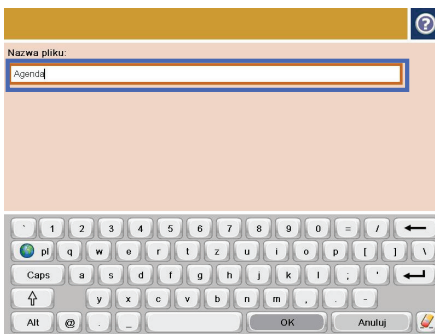 ?
Nazwa pliku:
Agenda
` 1 2 3 4 5 6 7 8 9 0 = /
pl q w e r t z u i o p [ ] \
Caps a s d f g h j k l ; '
y x c v b n m , . -
Alt @ . _ OK Anuluj